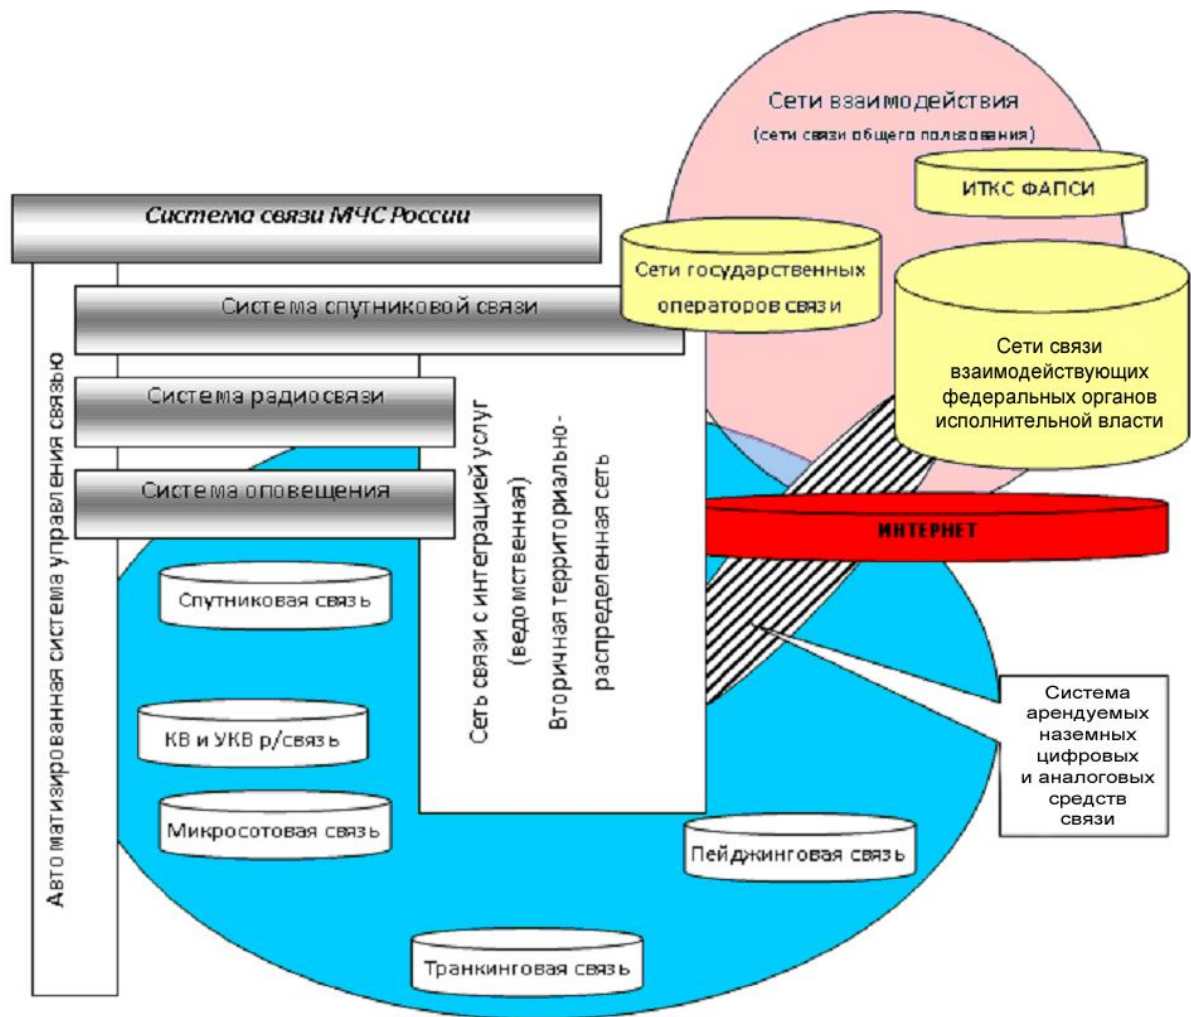 Сети взаимодействия
(сети связи общего пользования)
ИТКС ФАПСИ
Система связи МЧС России
Сети государственных
операторов связи
Система спутниковой связи
Сети связи
взаимодействующих
федеральных органов
исполнительной власти
Система радиосвязи
Система оповещения
Автоматизированная система управления связью
Сеть связи с интеграцией услуг
(ведомственная)
Вторичная территориально-
распределенная сеть
ИНТЕРНЕТ
Спутниковая связь
КВ и УКВ р/связь
Микросотовая связь
Пейджинговая связь
Транкинговая связь
Система
арендуемых
наземных
цифровых
и аналоговых
средств
связи